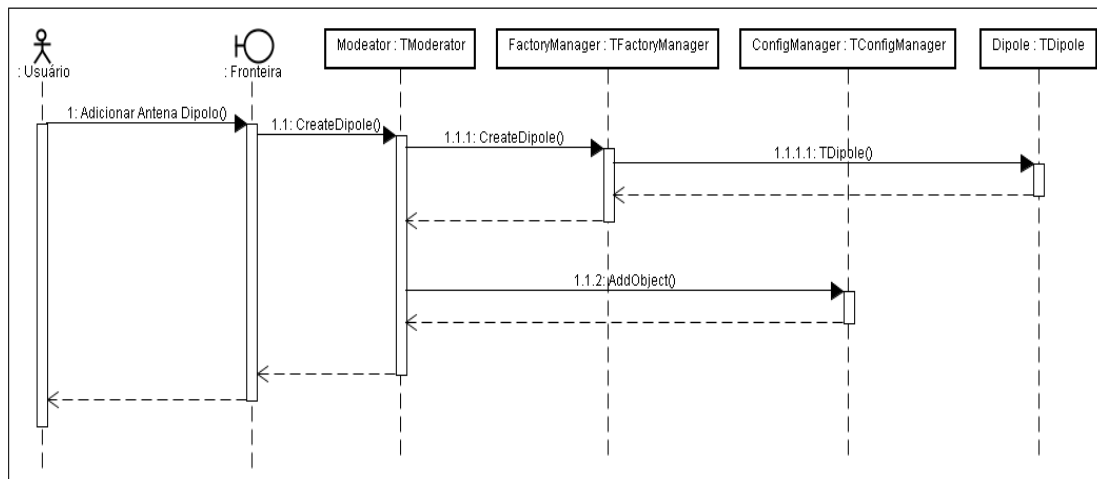 : Usuário
: Fronteira
Modeator : TModerator
FactoryManager : TFactoryManager
ConfigManager : TConfigManager
Dipole : TDipole
1: Adicionar Antena Dipolo()
1.1: CreateDipole()
1.1.1: CreateDipole()
1.1.1.1: TDipole()
1.1.2: AddObject()